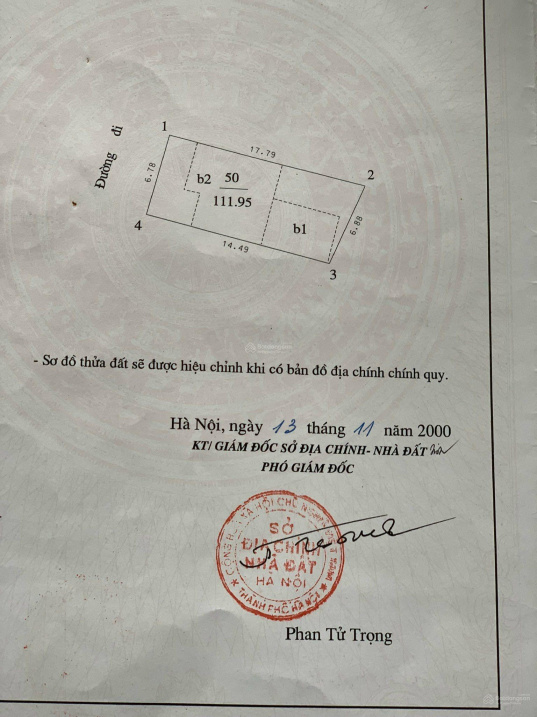 Đường đi
1
17.79
2
6.78
b2
50
111.95
b1
6.88
4
14.49
3
- Sơ đồ thửa đất sẽ được hiệu chỉnh khi có bản đồ địa chính chính quy.
Hà Nội, ngày 13 tháng 11 năm 2000
KT/ GIÁM ĐỐC SỞ ĐỊA CHÍNH- NHÀ ĐẤT
PHÓ GIÁM ĐỐC
SỞ
ĐỊA CHÍNH
NHÀ ĐẤT
HÀ NỘI
THÀNH PHỐ HÀ NỘI
Phan Tử Trọng